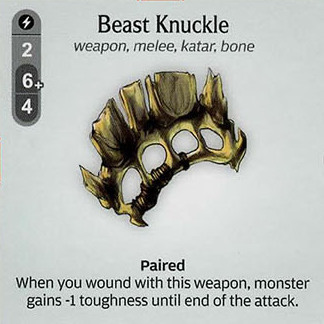 Beast Knuckle
weapon, melee, katar, bone
2
6+
4
Paired
When you wound with this weapon, monster
gains -1 toughness until end of the attack.